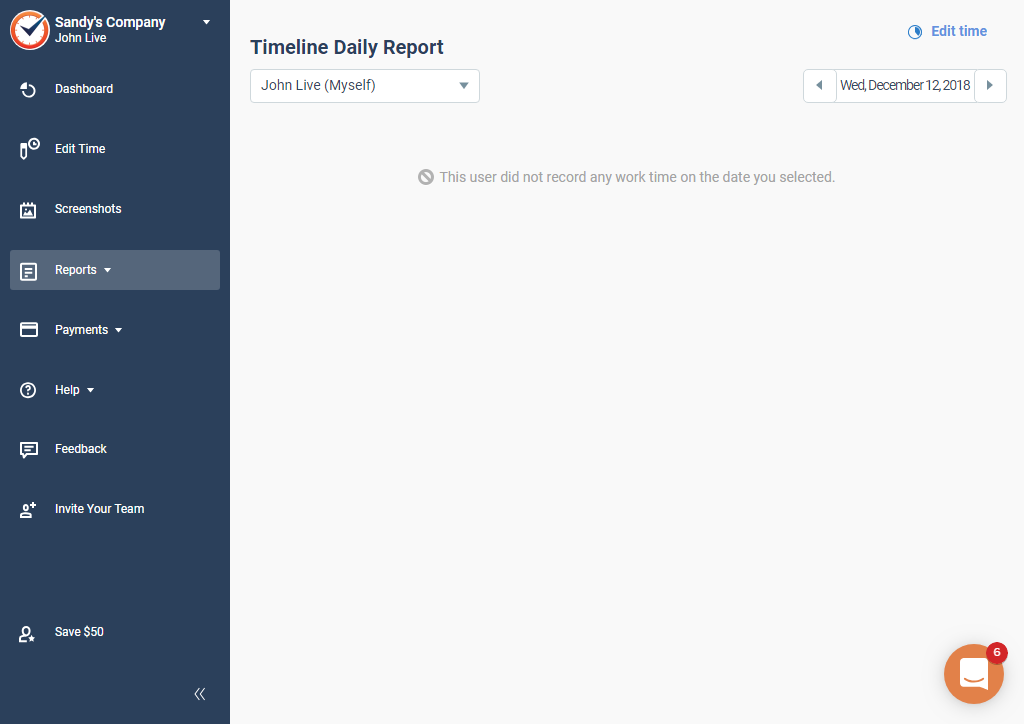 Sandy's Company
John Live
Dashboard
Edit Time
Screenshots
Reports
Payments
Help
Feedback
Invite Your Team
Save $50
Edit time
Timeline Daily Report
John Live (Myself)
Wed, December 12, 2018
This user did not record any work time on the date you selected.
6